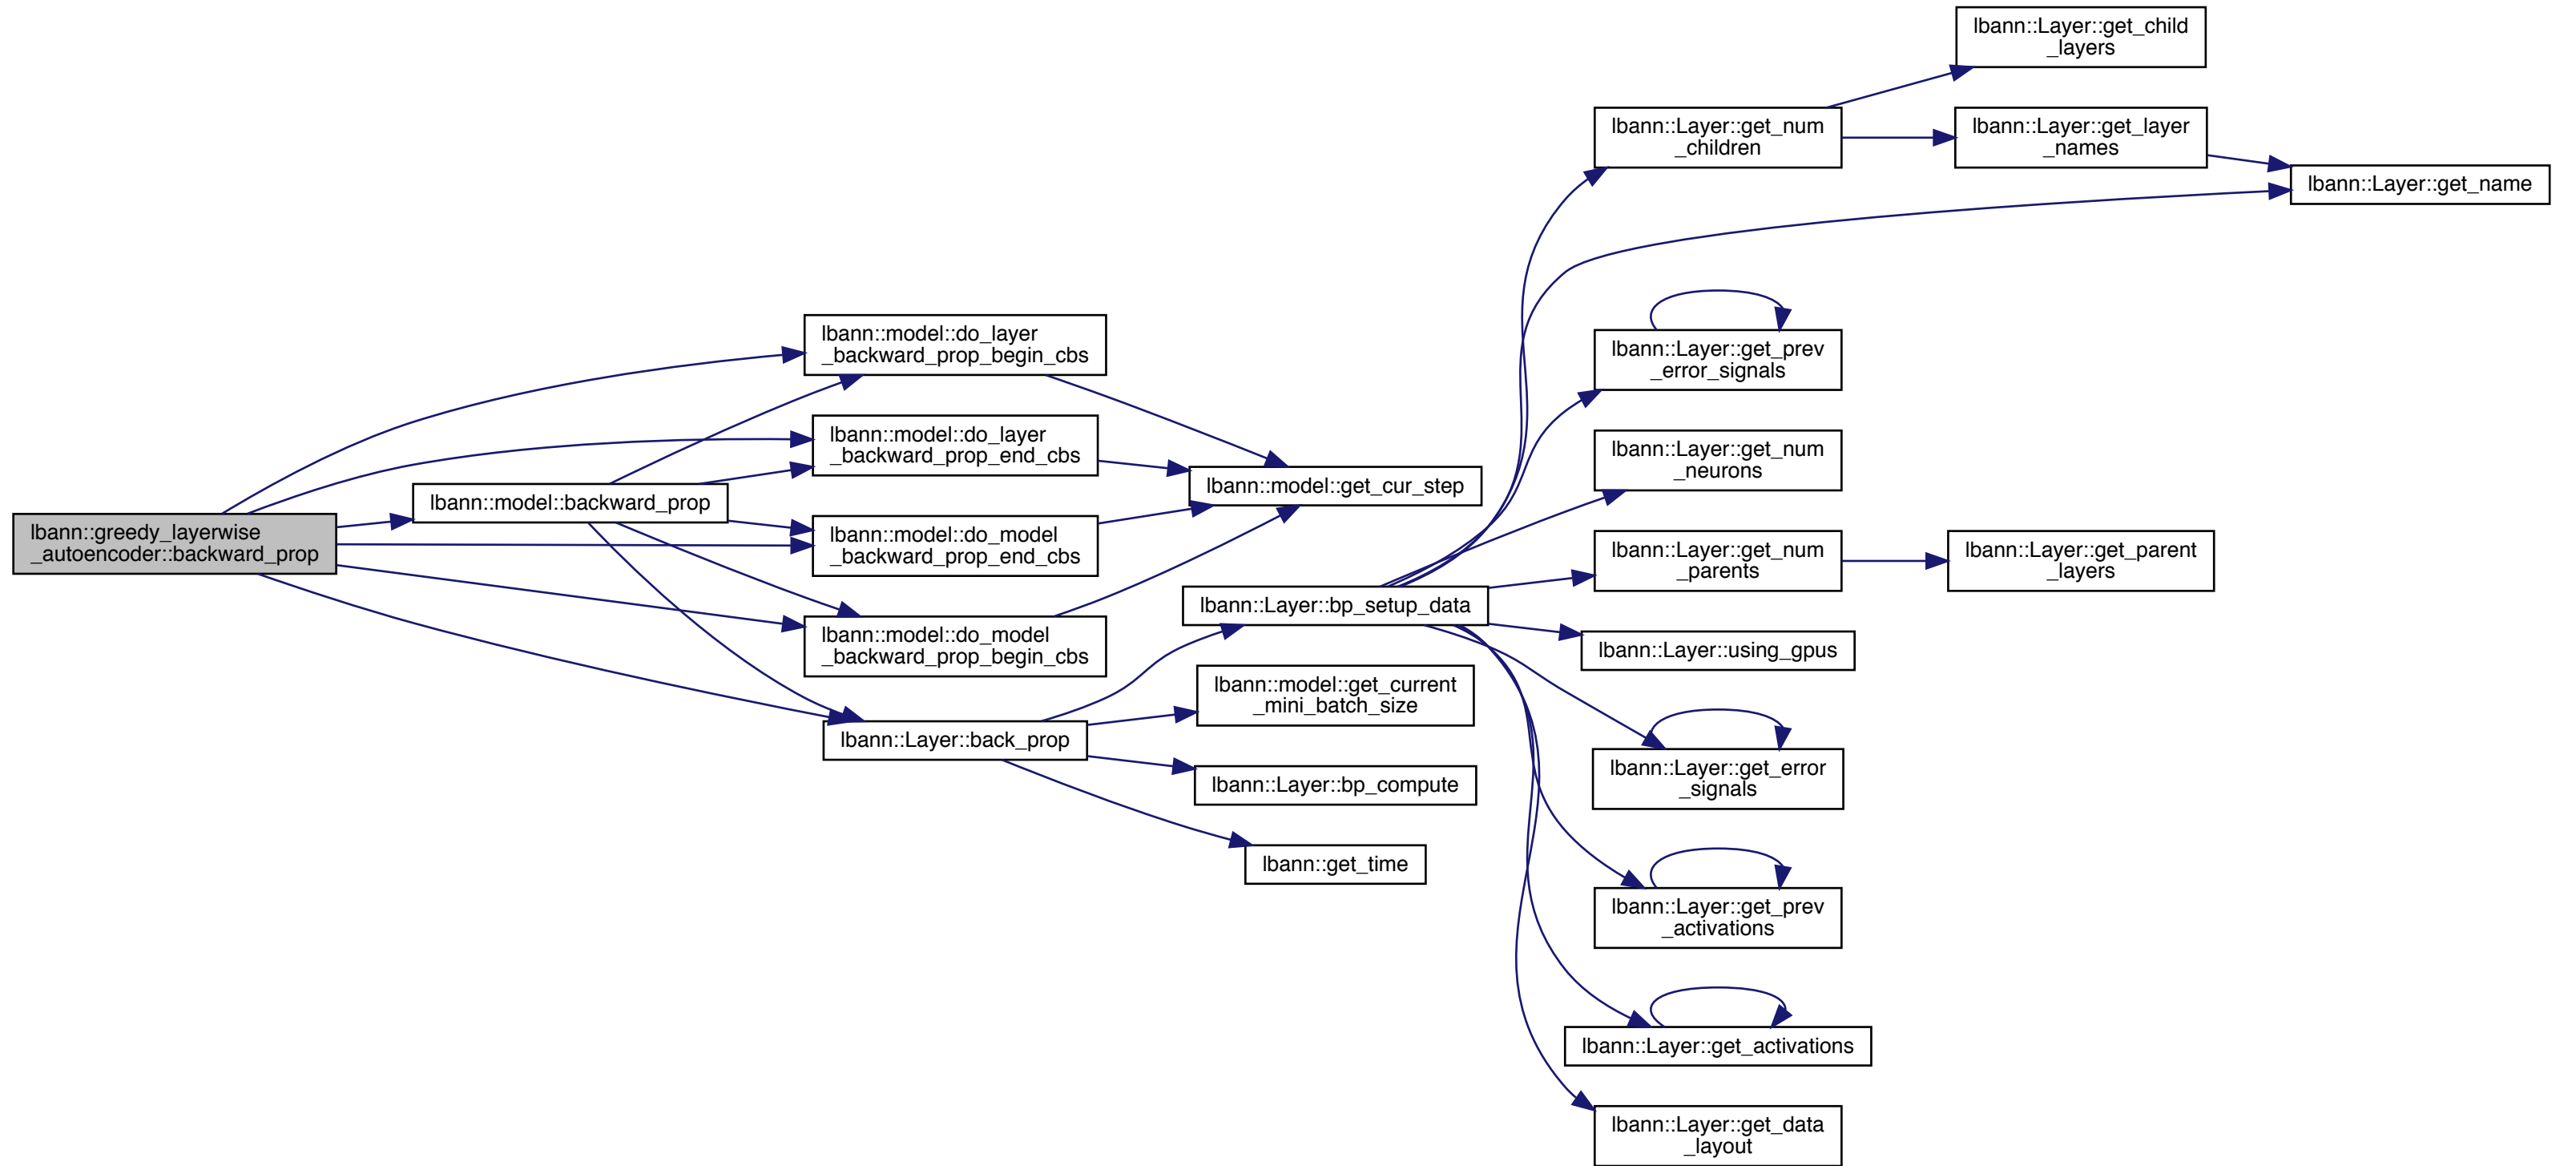 lbann::greedy_layerwise
_autoencoder::backward_prop
lbann::model::backward_prop
lbann::model::do_layer
_backward_prop_begin_cbs
lbann::model::do_layer
_backward_prop_end_cbs
lbann::model::do_model
_backward_prop_end_cbs
lbann::model::do_model
_backward_prop_begin_cbs
lbann::Layer::back_prop
lbann::model::get_cur_step
lbann::Layer::bp_setup_data
lbann::model::get_current
_mini_batch_size
lbann::Layer::bp_compute
lbann::get_time
lbann::Layer::get_num
_children
lbann::Layer::get_prev
_error_signals
lbann::Layer::get_num
_neurons
lbann::Layer::get_num
_parents
lbann::Layer::using_gpus
lbann::Layer::get_error
_signals
lbann::Layer::get_prev
_activations
lbann::Layer::get_activations
lbann::Layer::get_data
_layout
lbann::Layer::get_child
_layers
lbann::Layer::get_layer
_names
lbann::Layer::get_parent
_layers
lbann::Layer::get_name